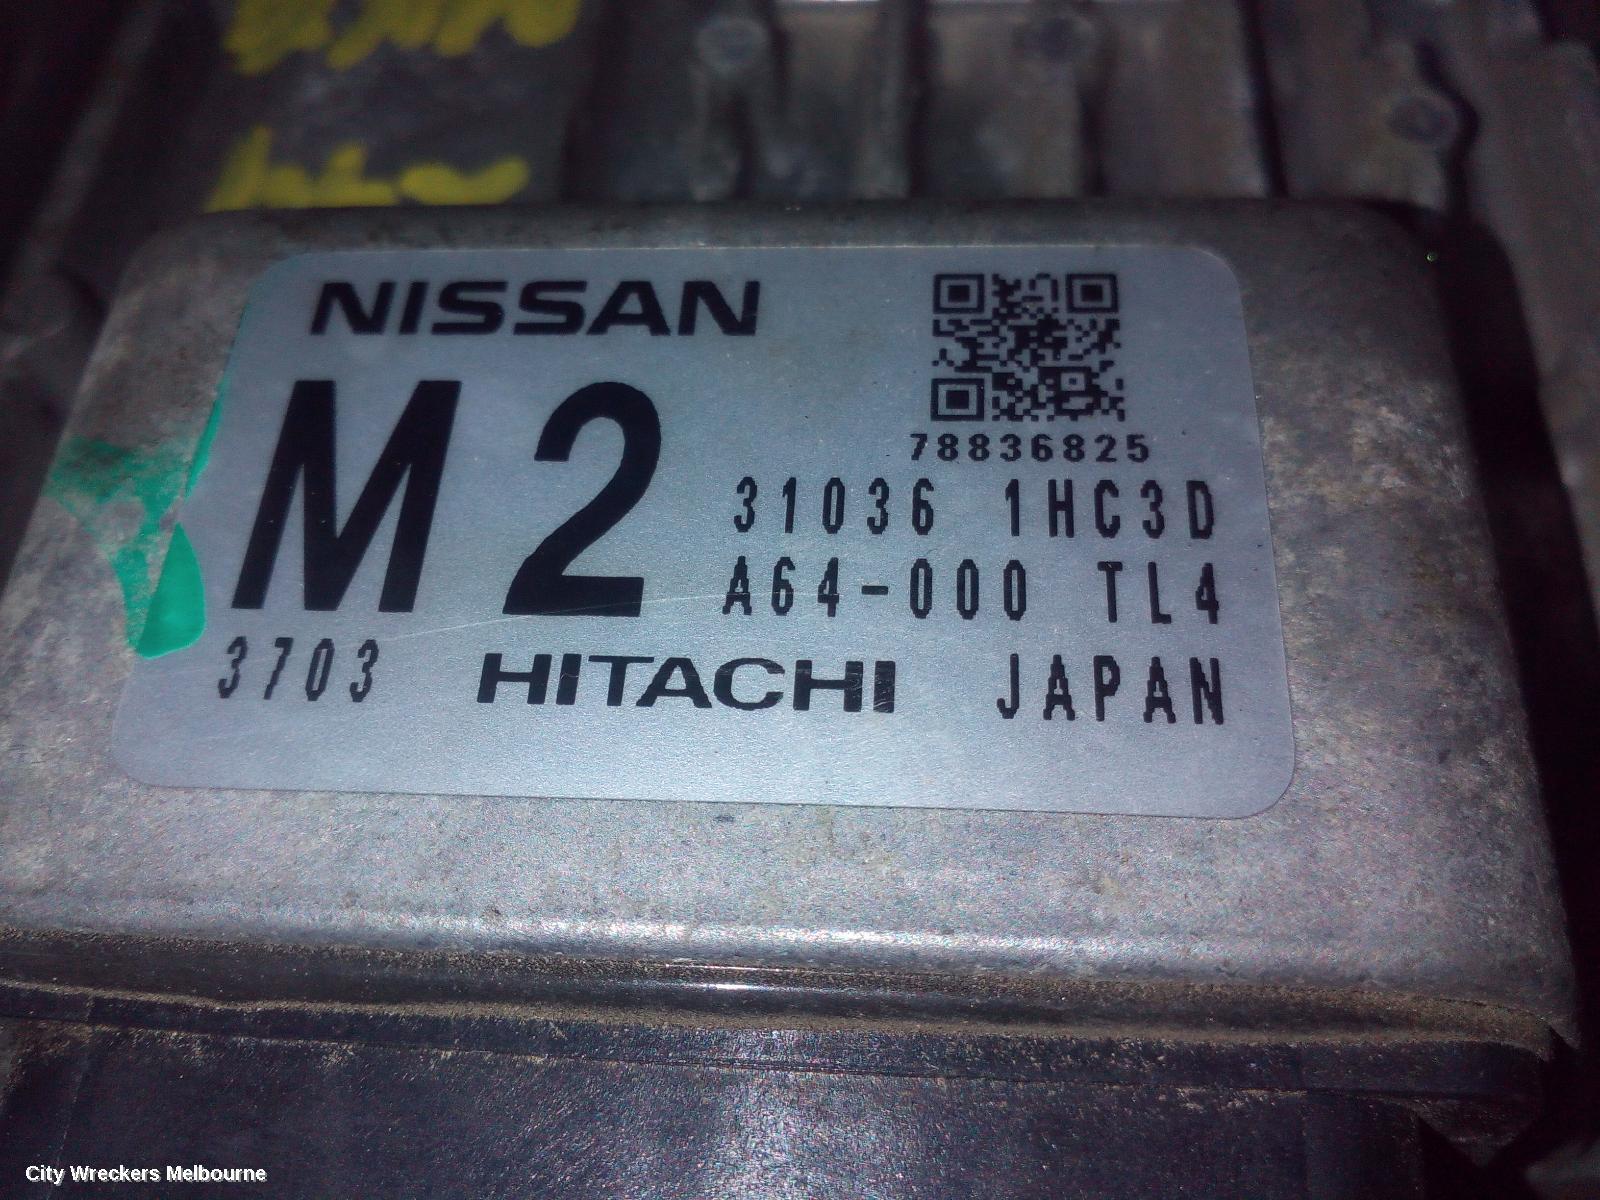 NISSAN
M2
78836825
31036 1HC3D
A64-000 TL4
3703 HITACHI JAPAN
City Wreckers Melbourne